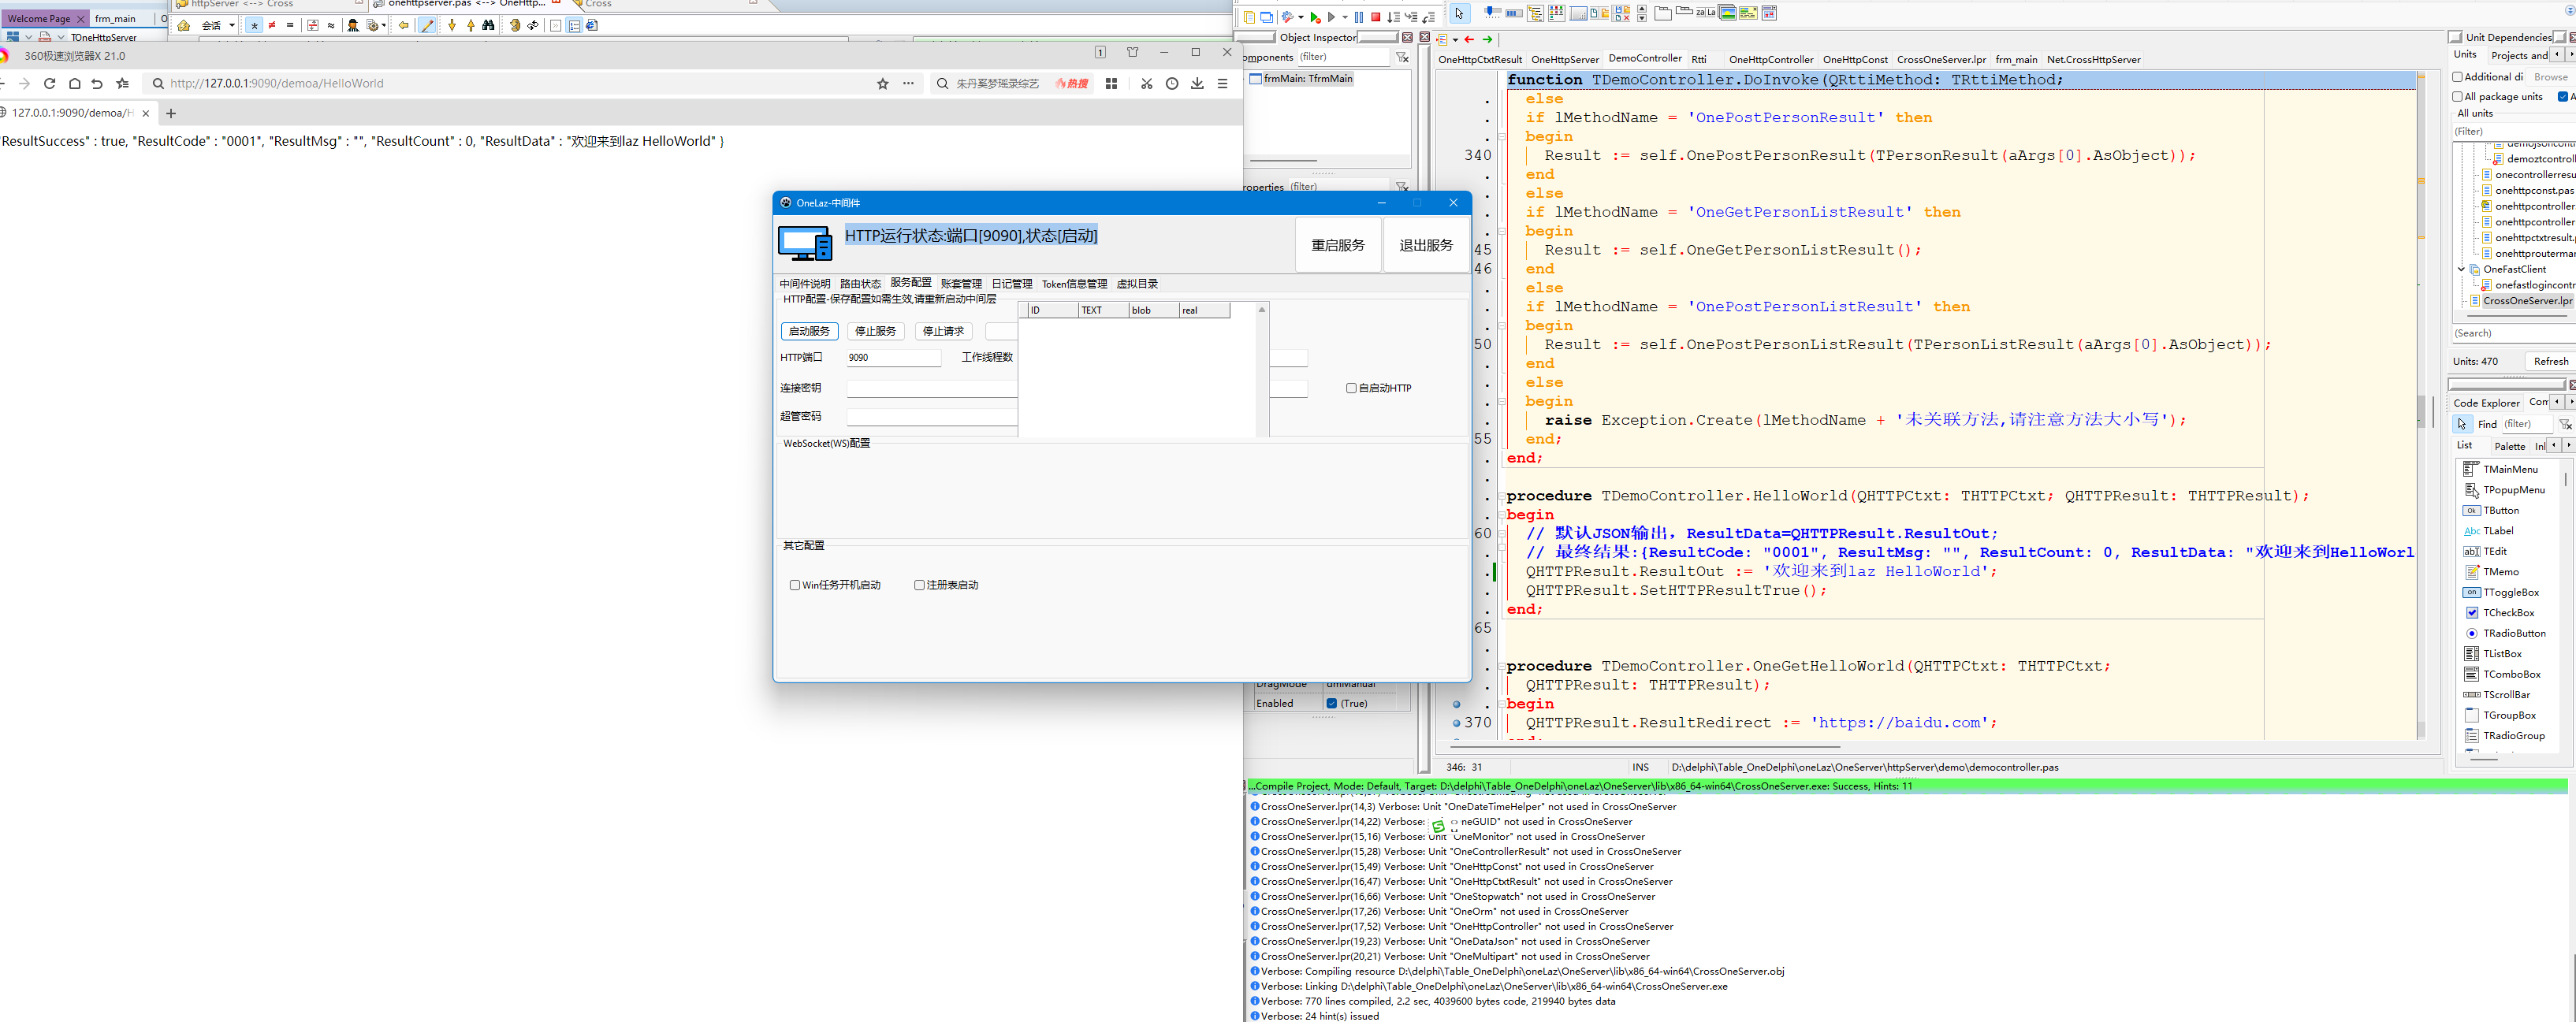 Welcome Page
frm_main
httpServer <--> Cross
onehttpserver.pas <--> OneHttp...
Cross
TOneHttpServer
会话
360极速浏览器X 21.0
http://127.0.0.1:9090/demoa/HelloWorld
朱丹奚梦瑶录综艺
热搜
127.0.0.1:9090/demoa/H
"ResultSuccess" : true, "ResultCode" : "0001", "ResultMsg" : "", "ResultCount" : 0, "ResultData" : "欢迎来到laz HelloWorld" }
OneLaz-中间件
HTTP运行状态:端口[9090],状态[启动]
重启服务
退出服务
中间件说明 路由状态 服务配置 账套管理 日记管理 Token信息管理 虚拟目录
HTTP配置-保存配置如需生效,请重新启动中间层
ID TEXT blob real
启动服务 停止服务 停止请求
HTTP端口 9090 工作线程数
连接密钥
自启动HTTP
超管密码
WebSocket(WS)配置
其它配置
Win任务开机启动 注册表启动
Object Inspector
omponents (filter)
frmMain: TfrmMain
roperties (filter)
DragMode dmManual
Enabled (True)
OneHttpCtxtResult OneHttpServer DemoController Rtti OneHttpController OneHttpConst CrossOneServer.lpr frm_main Net.CrossHttpServer
function TDemoController.DoInvoke(QRttiMethod: TRttiMethod;
else
if lMethodName = 'OnePostPersonResult' then
begin
340 Result := self.OnePostPersonResult(TPersonResult(aArgs[0].AsObject));
end
else
if lMethodName = 'OneGetPersonListResult' then
begin
45 Result := self.OneGetPersonListResult();
46 end
else
if lMethodName = 'OnePostPersonListResult' then
begin
50 Result := self.OnePostPersonListResult(TPersonListResult(aArgs[0].AsObject));
end
else
begin
raise Exception.Create(lMethodName + '未关联方法,请注意方法大小写');
55 end;
end;
procedure TDemoController.HelloWorld(QHTTPCtxt: THTTPCtxt; QHTTPResult: THTTPResult);
begin
60 // 默认JSON输出，ResultData=QHTTPResult.ResultOut;
// 最终结果:{ResultCode: "0001", ResultMsg: "", ResultCount: 0, ResultData: "欢迎来到HelloWorl
QHTTPResult.ResultOut := '欢迎来到laz HelloWorld';
QHTTPResult.SetHTTPResultTrue();
end;
65
procedure TDemoController.OneGetHelloWorld(QHTTPCtxt: THTTPCtxt;
QHTTPResult: THTTPResult);
begin
370 QHTTPResult.ResultRedirect := 'https://baidu.com';
346: 31 INS D:\delphi\Table_OneDelphi\oneLaz\OneServer\httpServer\demo\democontroller.pas
...Compile Project, Mode: Default, Target: D:\delphi\Table_OneDelphi\oneLaz\OneServer\lib\x86_64-win64\CrossOneServer.exe: Success, Hints: 11
CrossOneServer.lpr(14,3) Verbose: Unit "OneDateTimeHelper" not used in CrossOneServer
CrossOneServer.lpr(14,22) Verbose: neGUID" not used in CrossOneServer
CrossOneServer.lpr(15,16) Verbose: Unit "OneMonitor" not used in CrossOneServer
CrossOneServer.lpr(15,28) Verbose: Unit "OneControllerResult" not used in CrossOneServer
CrossOneServer.lpr(15,49) Verbose: Unit "OneHttpConst" not used in CrossOneServer
CrossOneServer.lpr(16,47) Verbose: Unit "OneHttpCtxtResult" not used in CrossOneServer
CrossOneServer.lpr(16,66) Verbose: Unit "OneStopwatch" not used in CrossOneServer
CrossOneServer.lpr(17,26) Verbose: Unit "OneOrm" not used in CrossOneServer
CrossOneServer.lpr(17,52) Verbose: Unit "OneHttpController" not used in CrossOneServer
CrossOneServer.lpr(19,23) Verbose: Unit "OneDataJson" not used in CrossOneServer
CrossOneServer.lpr(20,21) Verbose: Unit "OneMultipart" not used in CrossOneServer
Verbose: Compiling resource D:\delphi\Table_OneDelphi\oneLaz\OneServer\lib\x86_64-win64\CrossOneServer.obj
Verbose: Linking D:\delphi\Table_OneDelphi\oneLaz\OneServer\lib\x86_64-win64\CrossOneServer.exe
Verbose: 770 lines compiled, 2.2 sec, 4039600 bytes code, 219940 bytes data
Verbose: 24 hint(s) issued
Unit Dependencies
Units Projects and
Additional di Browse
All package units
All units
(Filter)
demojsoncont
demoztcontroll
onecontrollerresu
onehttpconst.pas
onehttpcontroller.
onehttpcontroller
onehttpctxtresult.
onehttproutermar
OneFastClient
onefastlogincontr
CrossOneServer.lpr
(Search)
Units: 470 Refresh
Code Explorer Con
Find (filter)
List Palette Inl
TMainMenu
TPopupMenu
TButton
TLabel
TEdit
TMemo
TToggleBox
TCheckBox
TRadioButton
TListBox
TComboBox
TScrollBar
TGroupBox
TRadioGroup